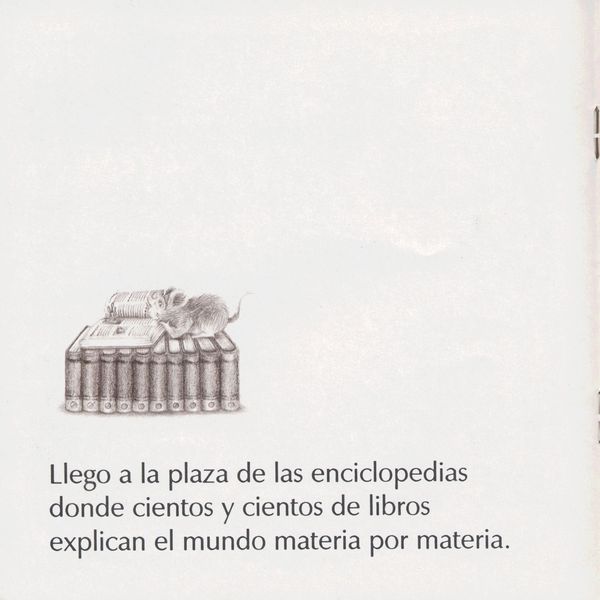 Llego a la plaza de las enciclopedias
donde cientos y cientos de libros
explican el mundo materia por materia.